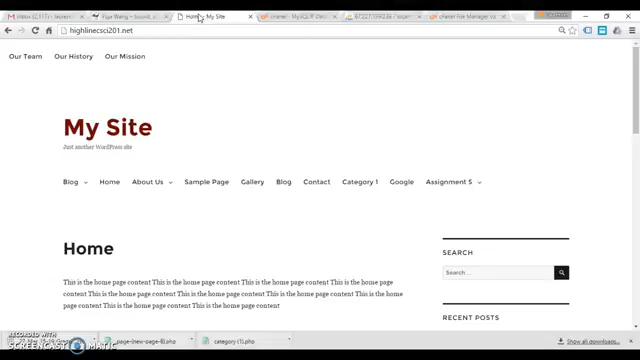 Home - My Site
highlinecsci201.net
Our Team Our History Our Mission
My Site
Just another WordPress site
Blog Home About Us Sample Page Gallery Blog Contact Category 1 Google Assignment 5
Home
SEARCH
This is the home page content This is the home page content This is the home page content This is the home page
content This is the home page content This is the home page content This is the home page content This is the
home page content This is the home page content
Search …
RECENT POSTS
RECORDED WITH
SCREENCAST MATIC
page-(new-page-8).php
category (1).php
Show all downloads...